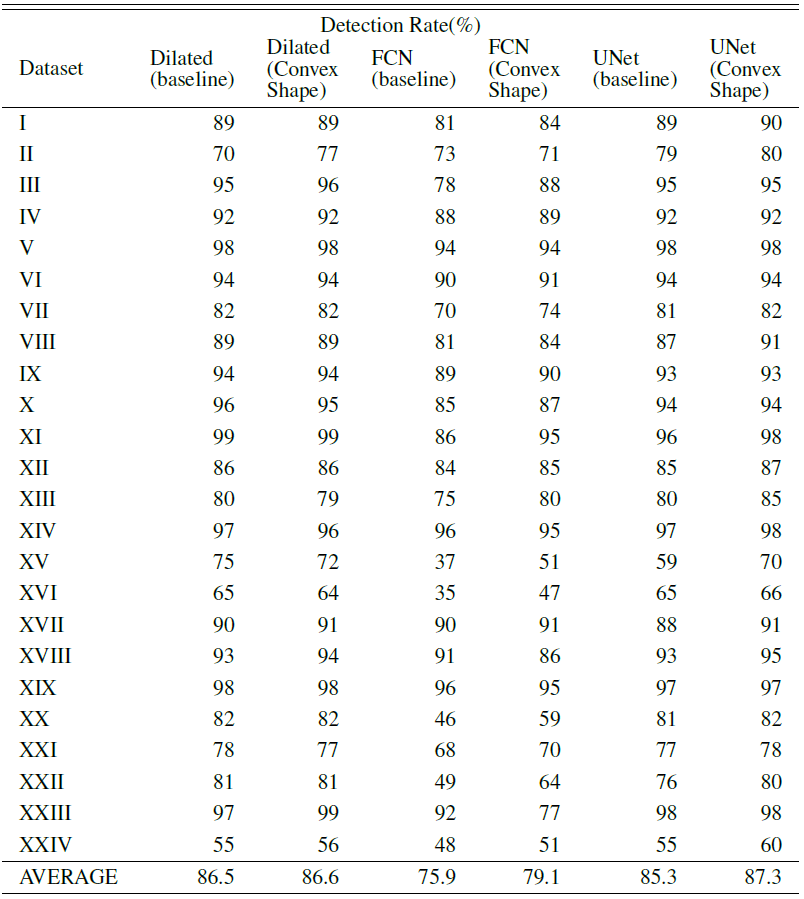 Detection Rate(%)
Dataset Dilated (baseline) Dilated (Convex Shape) FCN (baseline) FCN (Convex Shape) UNet (baseline) UNet (Convex Shape)
I 89 89 81 84 89 90
II 70 77 73 71 79 80
III 95 96 78 88 95 95
IV 92 92 88 89 92 92
V 98 98 94 94 98 98
VI 94 94 90 91 94 94
VII 82 82 70 74 81 82
VIII 89 89 81 84 87 91
IX 94 94 89 90 93 93
X 96 95 85 87 94 94
XI 99 99 86 95 96 98
XII 86 86 84 85 85 87
XIII 80 79 75 80 80 85
XIV 97 96 96 95 97 98
XV 75 72 37 51 59 70
XVI 65 64 35 47 65 66
XVII 90 91 90 91 88 91
XVIII 93 94 91 86 93 95
XIX 98 98 96 95 97 97
XX 82 82 46 59 81 82
XXI 78 77 68 70 77 78
XXII 81 81 49 64 76 80
XXIII 97 99 92 77 98 98
XXIV 55 56 48 51 55 60
AVERAGE 86.5 86.6 75.9 79.1 85.3 87.3